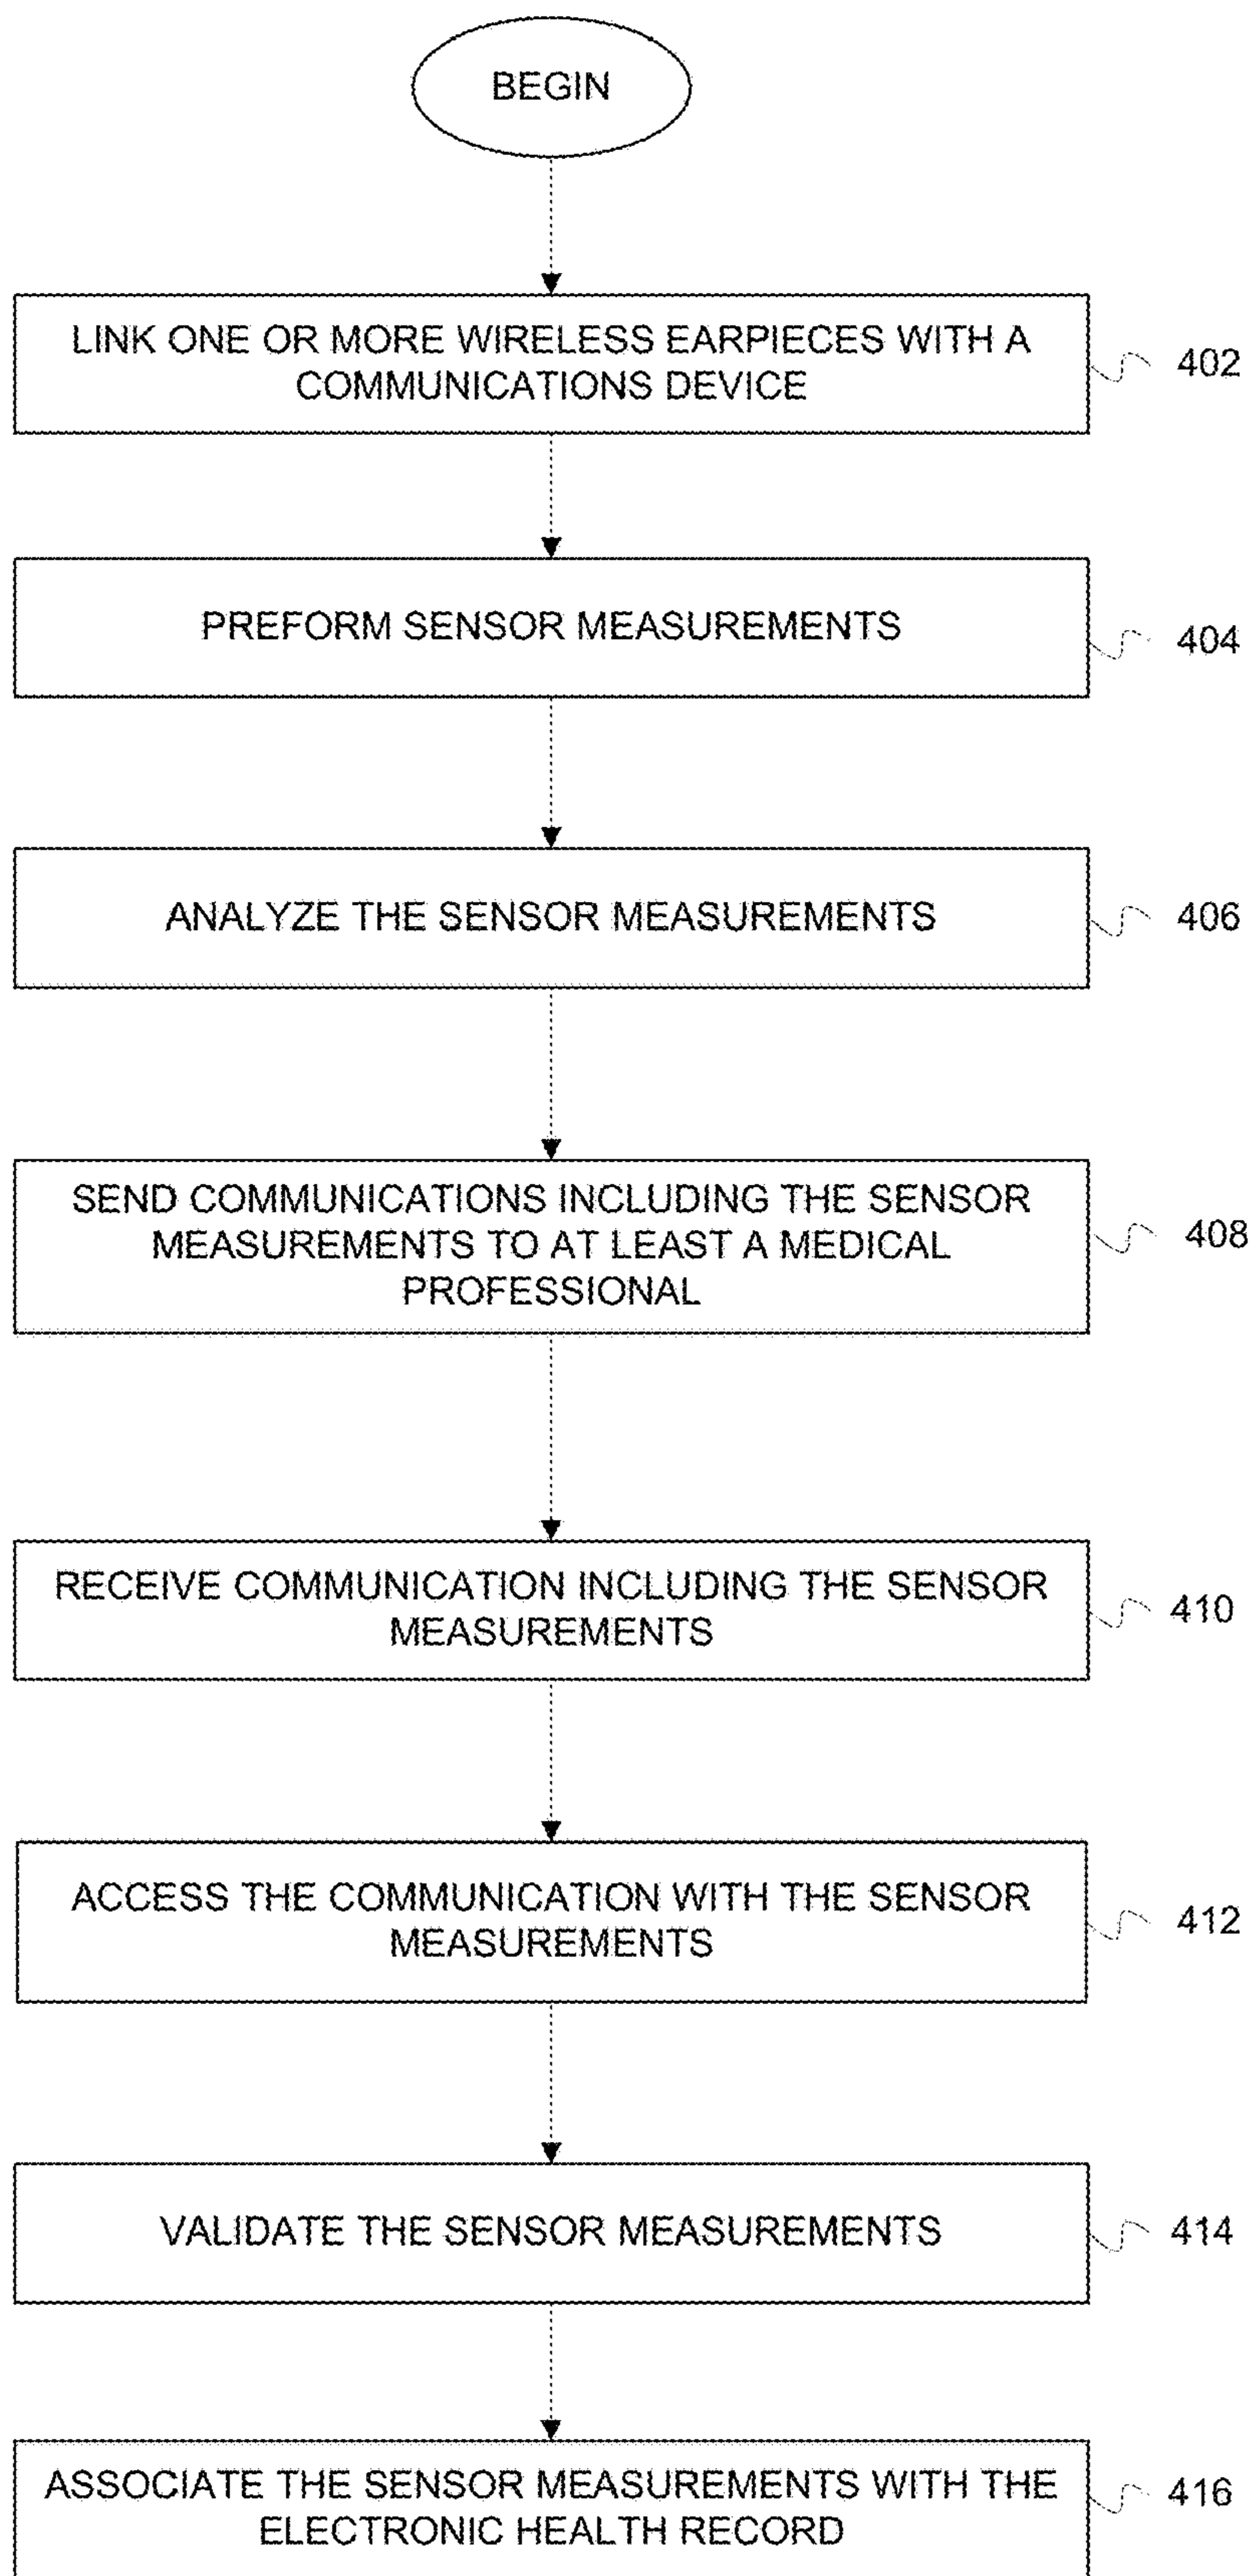 BEGIN
LINK ONE OR MORE WIRELESS EARPIECES WITH A
COMMUNICATIONS DEVICE
402
PREFORM SENSOR MEASUREMENTS
404
ANALYZE THE SENSOR MEASUREMENTS
406
SEND COMMUNICATIONS INCLUDING THE SENSOR
MEASUREMENTS TO AT LEAST A MEDICAL
PROFESSIONAL
408
RECEIVE COMMUNICATION INCLUDING THE SENSOR
MEASUREMENTS
410
ACCESS THE COMMUNICATION WITH THE SENSOR
MEASUREMENTS
412
VALIDATE THE SENSOR MEASUREMENTS
414
ASSOCIATE THE SENSOR MEASUREMENTS WITH THE
ELECTRONIC HEALTH RECORD
416